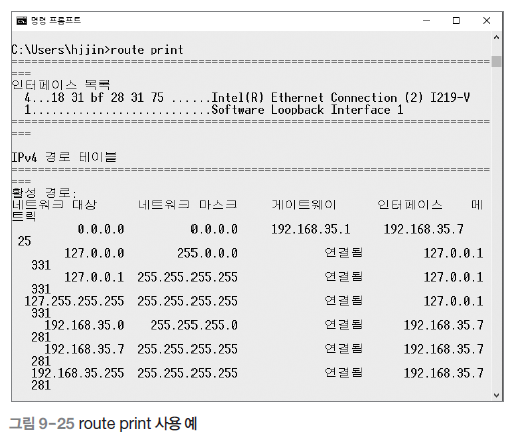 명령 프롬프트
C:\Users\hjjin>route print
===========================================================================
인터페이스 목록
4...18 31 bf 28 31 75 ......Intel(R) Ethernet Connection (2) I219-V
1...........................Software Loopback Interface 1
===========================================================================
IPv4 경로 테이블
===========================================================================
활성 경로:
네트워크 대상 네트워크 마스크 게이트웨이 인터페이스 메
트릭
0.0.0.0 0.0.0.0 192.168.35.1 192.168.35.7
25
127.0.0.0 255.0.0.0 연결됨 127.0.0.1
331
127.0.0.1 255.255.255.255 연결됨 127.0.0.1
331
127.255.255.255 255.255.255.255 연결됨 127.0.0.1
331
192.168.35.0 255.255.255.0 연결됨 192.168.35.7
281
192.168.35.7 255.255.255.255 연결됨 192.168.35.7
281
192.168.35.255 255.255.255.255 연결됨 192.168.35.7
281
그림 9-25 route print 사용 예